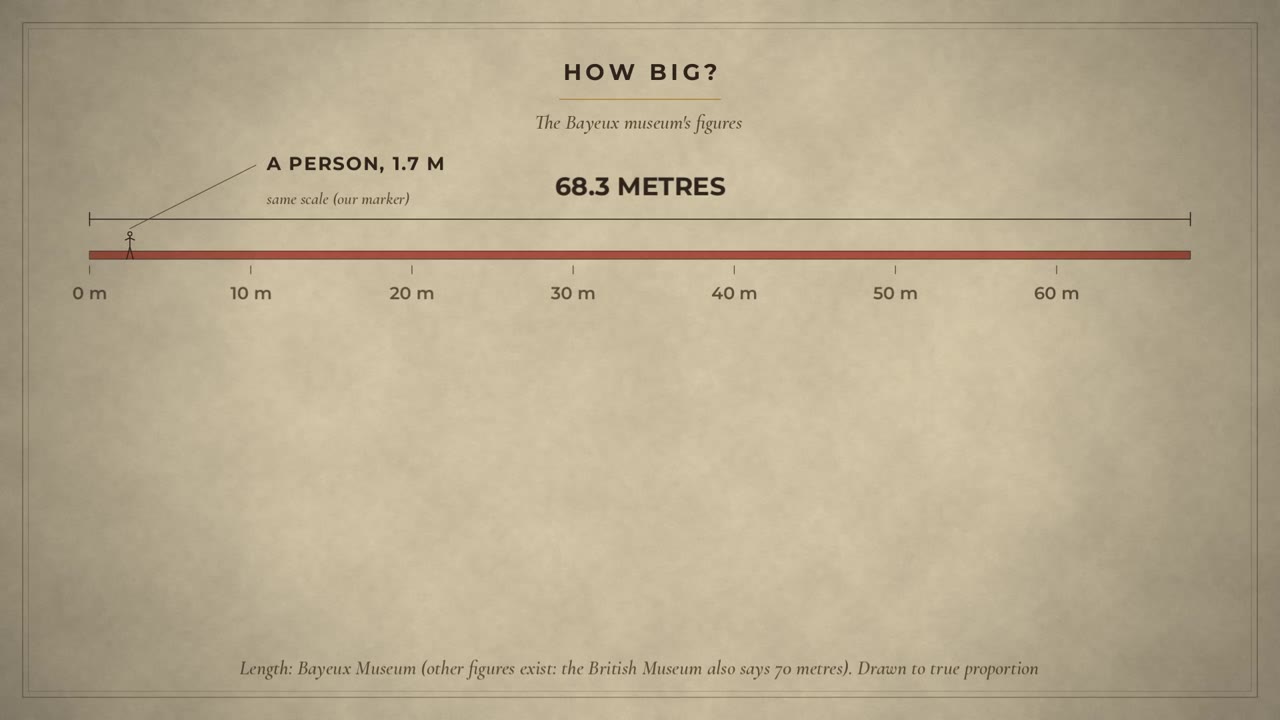 HOW BIG?
The Bayeux museum's figures
A PERSON, 1.7 M
same scale (our marker)
68.3 METRES
0 m 10 m 20 m 30 m 40 m 50 m 60 m
Length: Bayeux Museum (other figures exist: the British Museum also says 70 metres). Drawn to true proportion